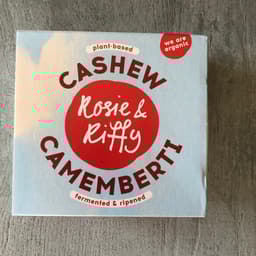 plant-based
we are
organic
CASHEW
Rosie &
Riffy
CAMEMBERTI
fermented & ripened